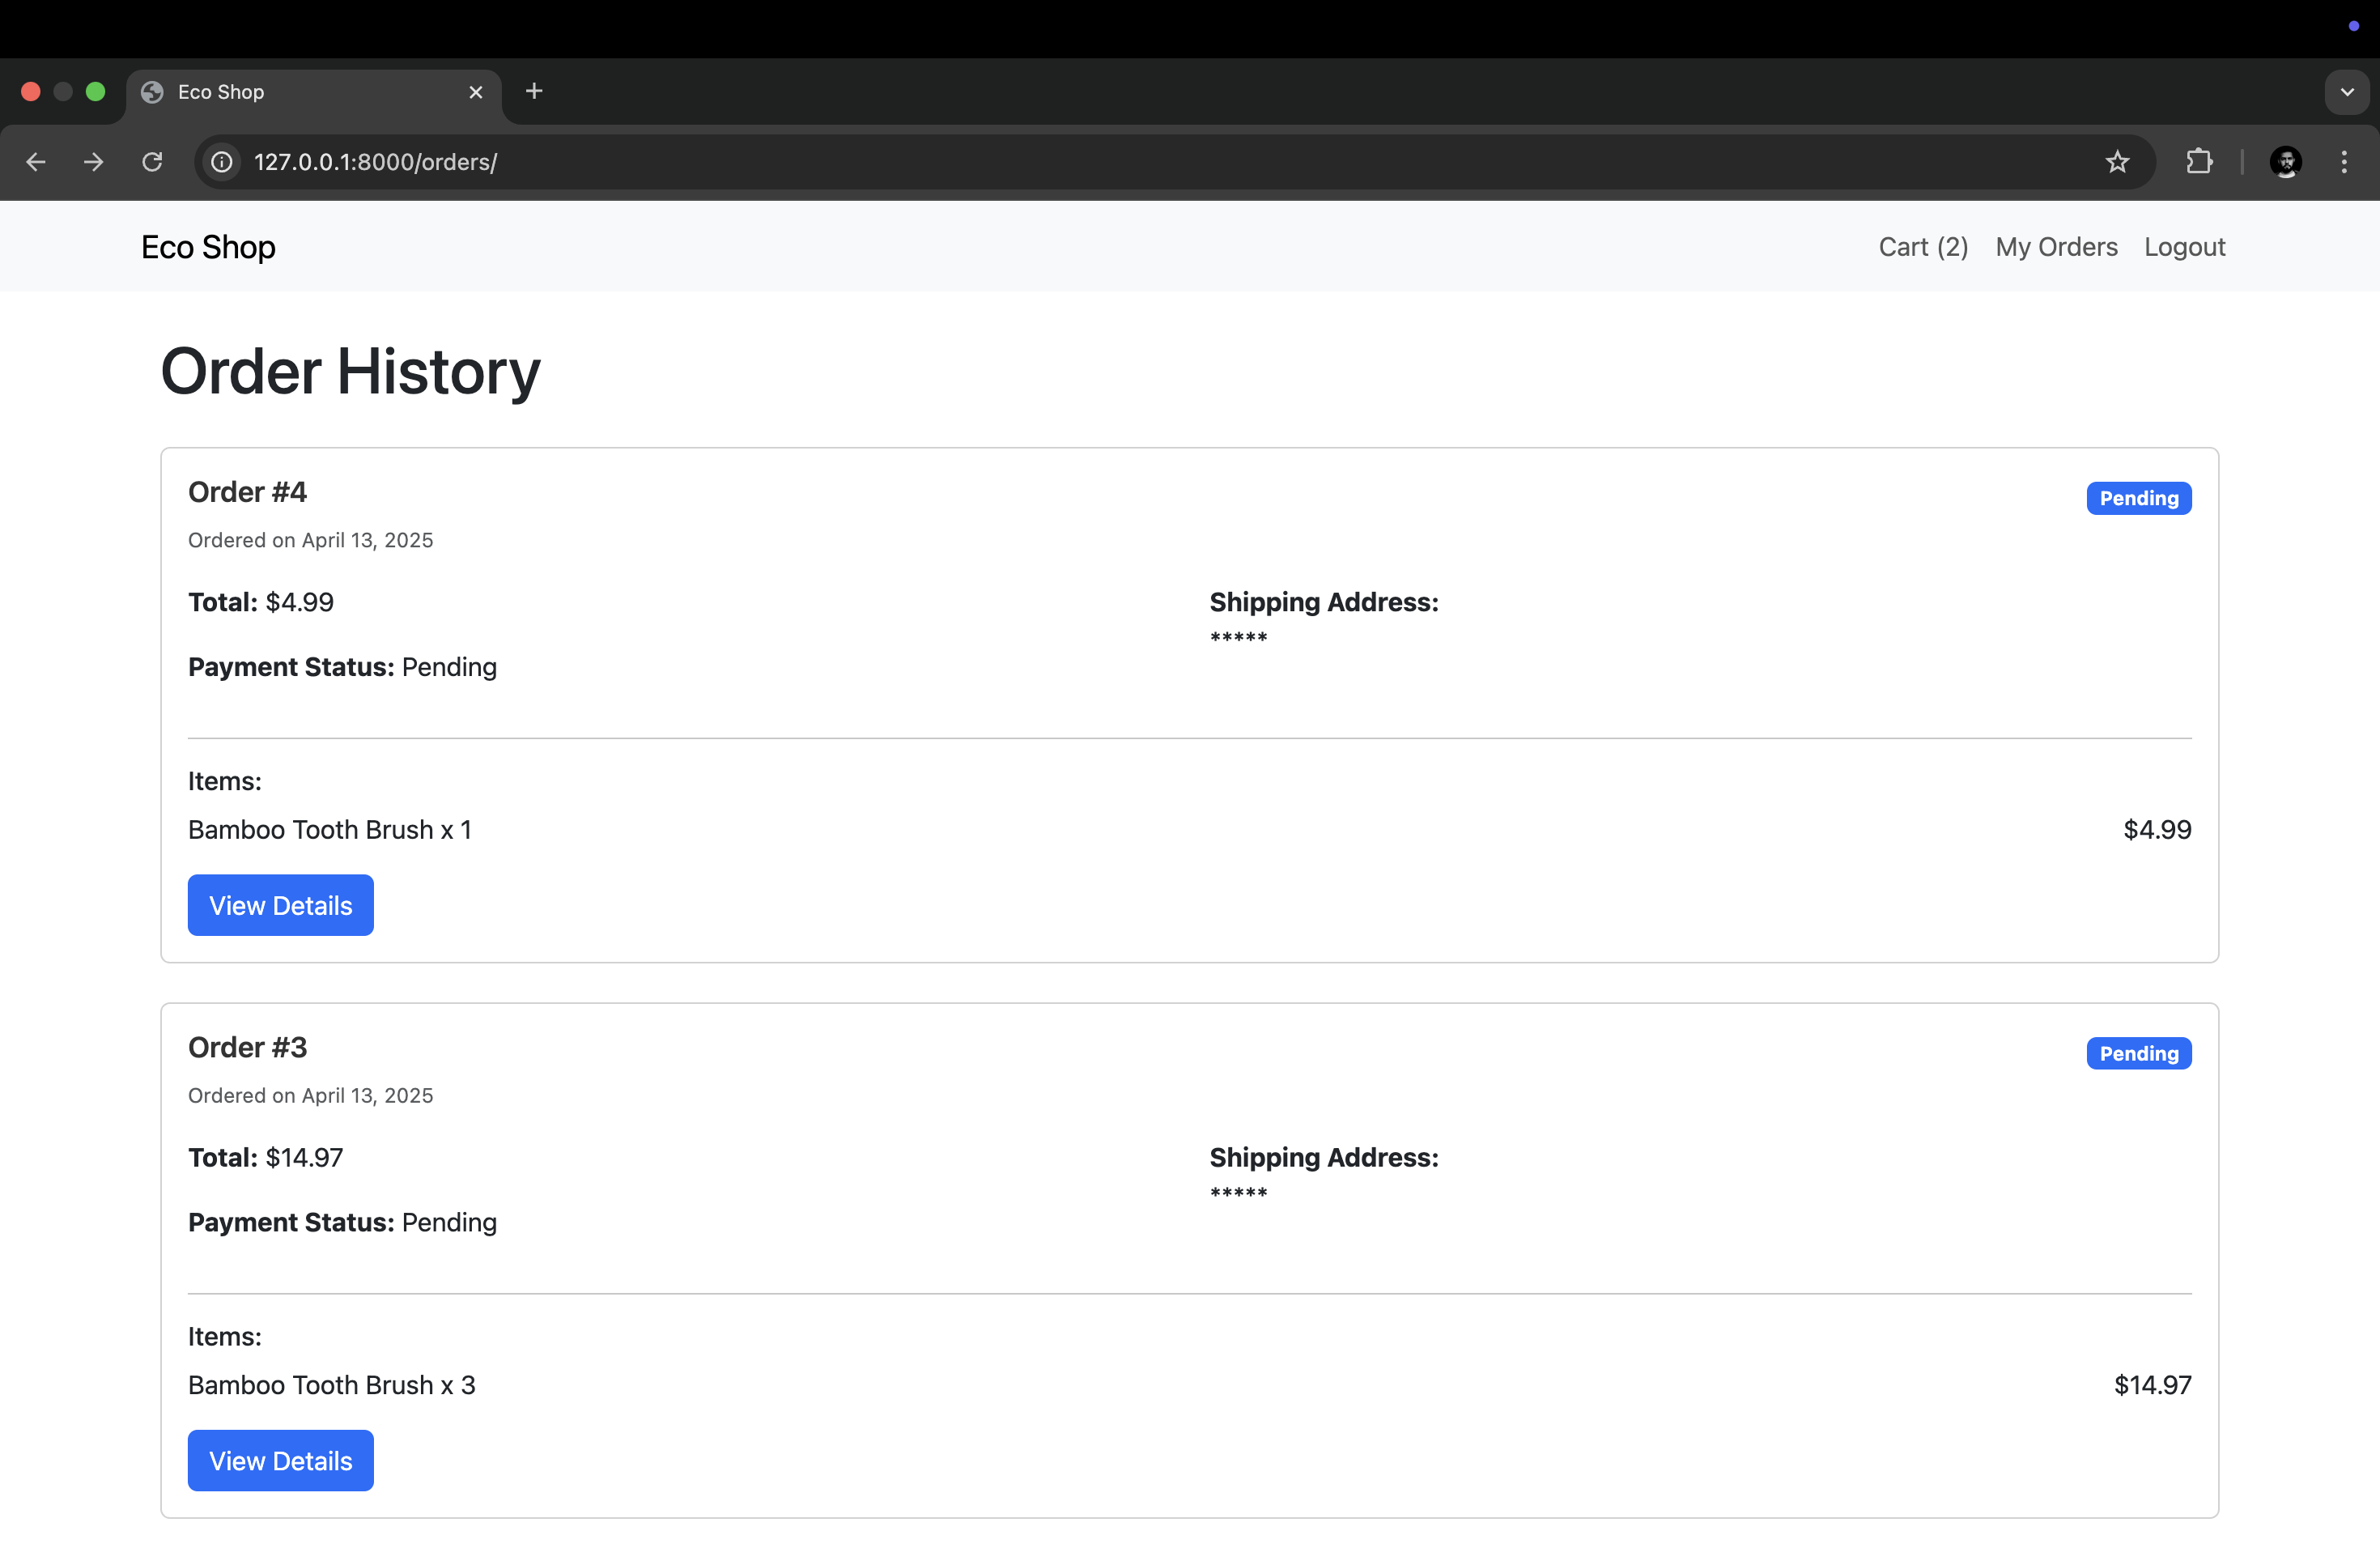 Eco Shop
127.0.0.1:8000/orders/
Eco Shop Cart (2) My Orders Logout
Order History
Order #4 Pending
Ordered on April 13, 2025
Total: $4.99 Shipping Address:
*****
Payment Status: Pending
Items:
Bamboo Tooth Brush x 1 $4.99
View Details
Order #3 Pending
Ordered on April 13, 2025
Total: $14.97 Shipping Address:
*****
Payment Status: Pending
Items:
Bamboo Tooth Brush x 3 $14.97
View Details